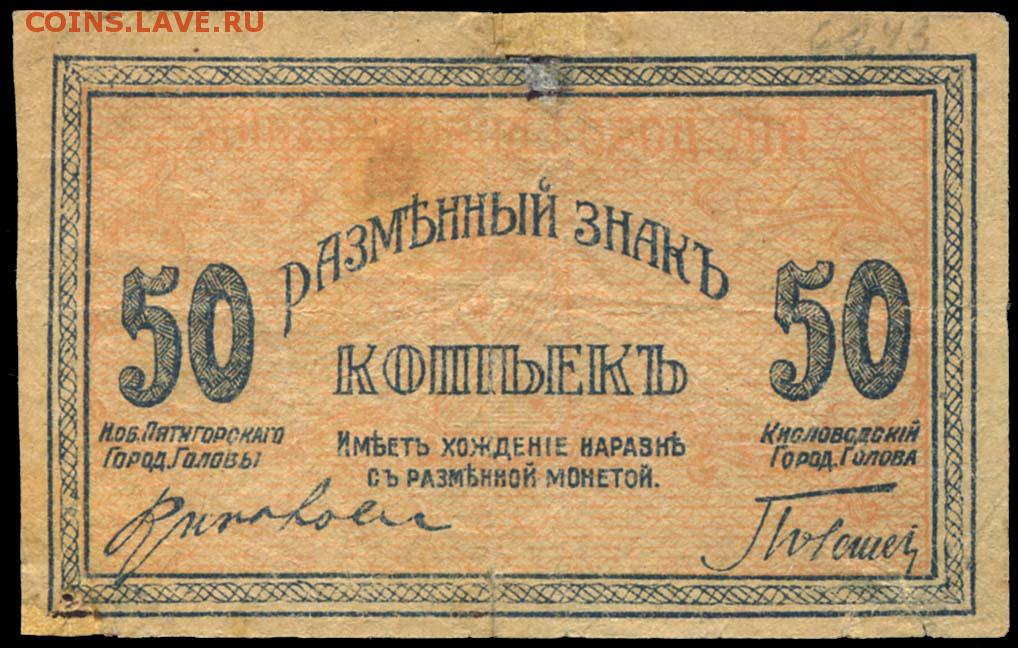 COINS.LAVE.RU
6243
РАЗМѢННЫЙ ЗНАКЪ
50
50
КОПѢЕКЪ
И.ОБ.ПЯТИГОРСКАГО
ГОРОД.ГОЛОВЫ
ИМѢЕТЪ ХОЖДЕНІЕ НАРАВНѢ
СЪ РАЗМѢННОЙ МОНЕТОЙ.
КИСЛОВОДСКІЙ
ГОРОД.ГОЛОВА